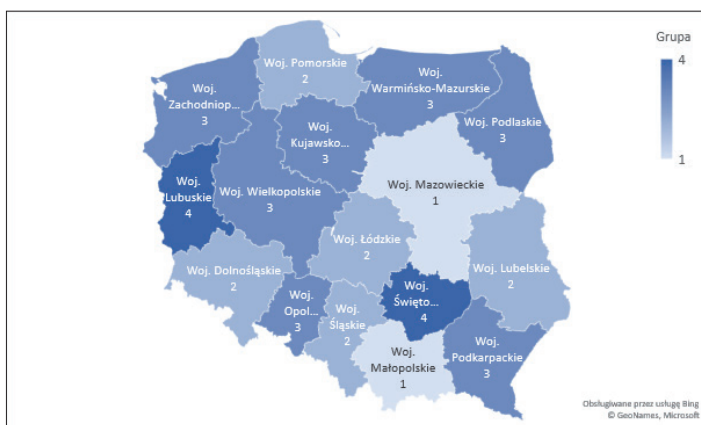 Grupa
4
1
Woj. Pomorskie
2
Woj.
Warmińsko-Mazurskie
3
Woj.
Zachodniop...
3
Woj. Podlaskie
3
Woj.
Kujawsko...
3
Woj. Mazowieckie
1
Woj.
Lubuskie
4
Woj. Wielkopolskie
3
Woj. Łódzkie
2
Woj. Lubelskie
2
Woj. Dolnośląskie
2
Woj.
Święto...
4
Woj.
Opol...
3
Woj.
Śląskie
2
Woj.
Małopolskie
1
Woj.
Podkarpackie
3
Obsługiwane przez usługę Bing
© GeoNames, Microsoft